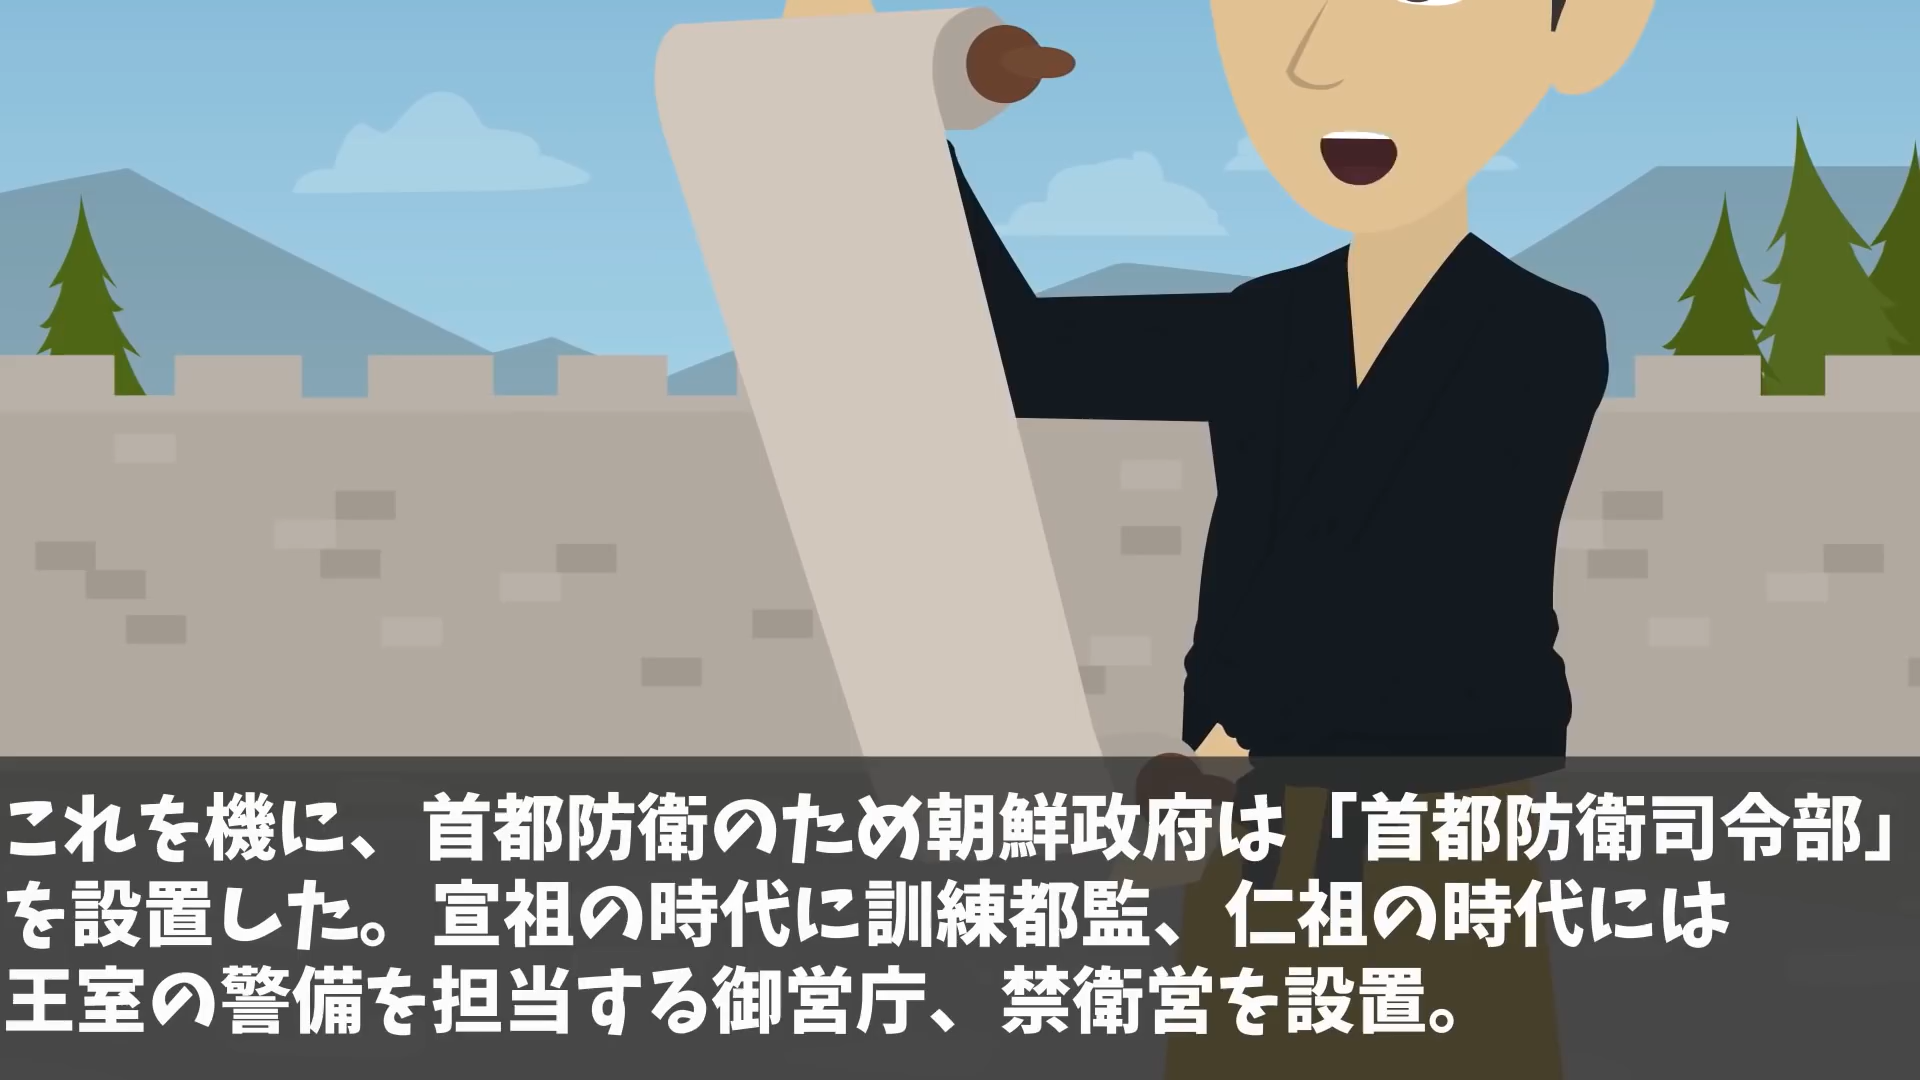 これを機に、首都防衛のため朝鮮政府は「首都防衛司令部」
を設置した。宣祖の時代に訓練都監、仁祖の時代には
王室の警備を担当する御営庁、禁衛営を設置。